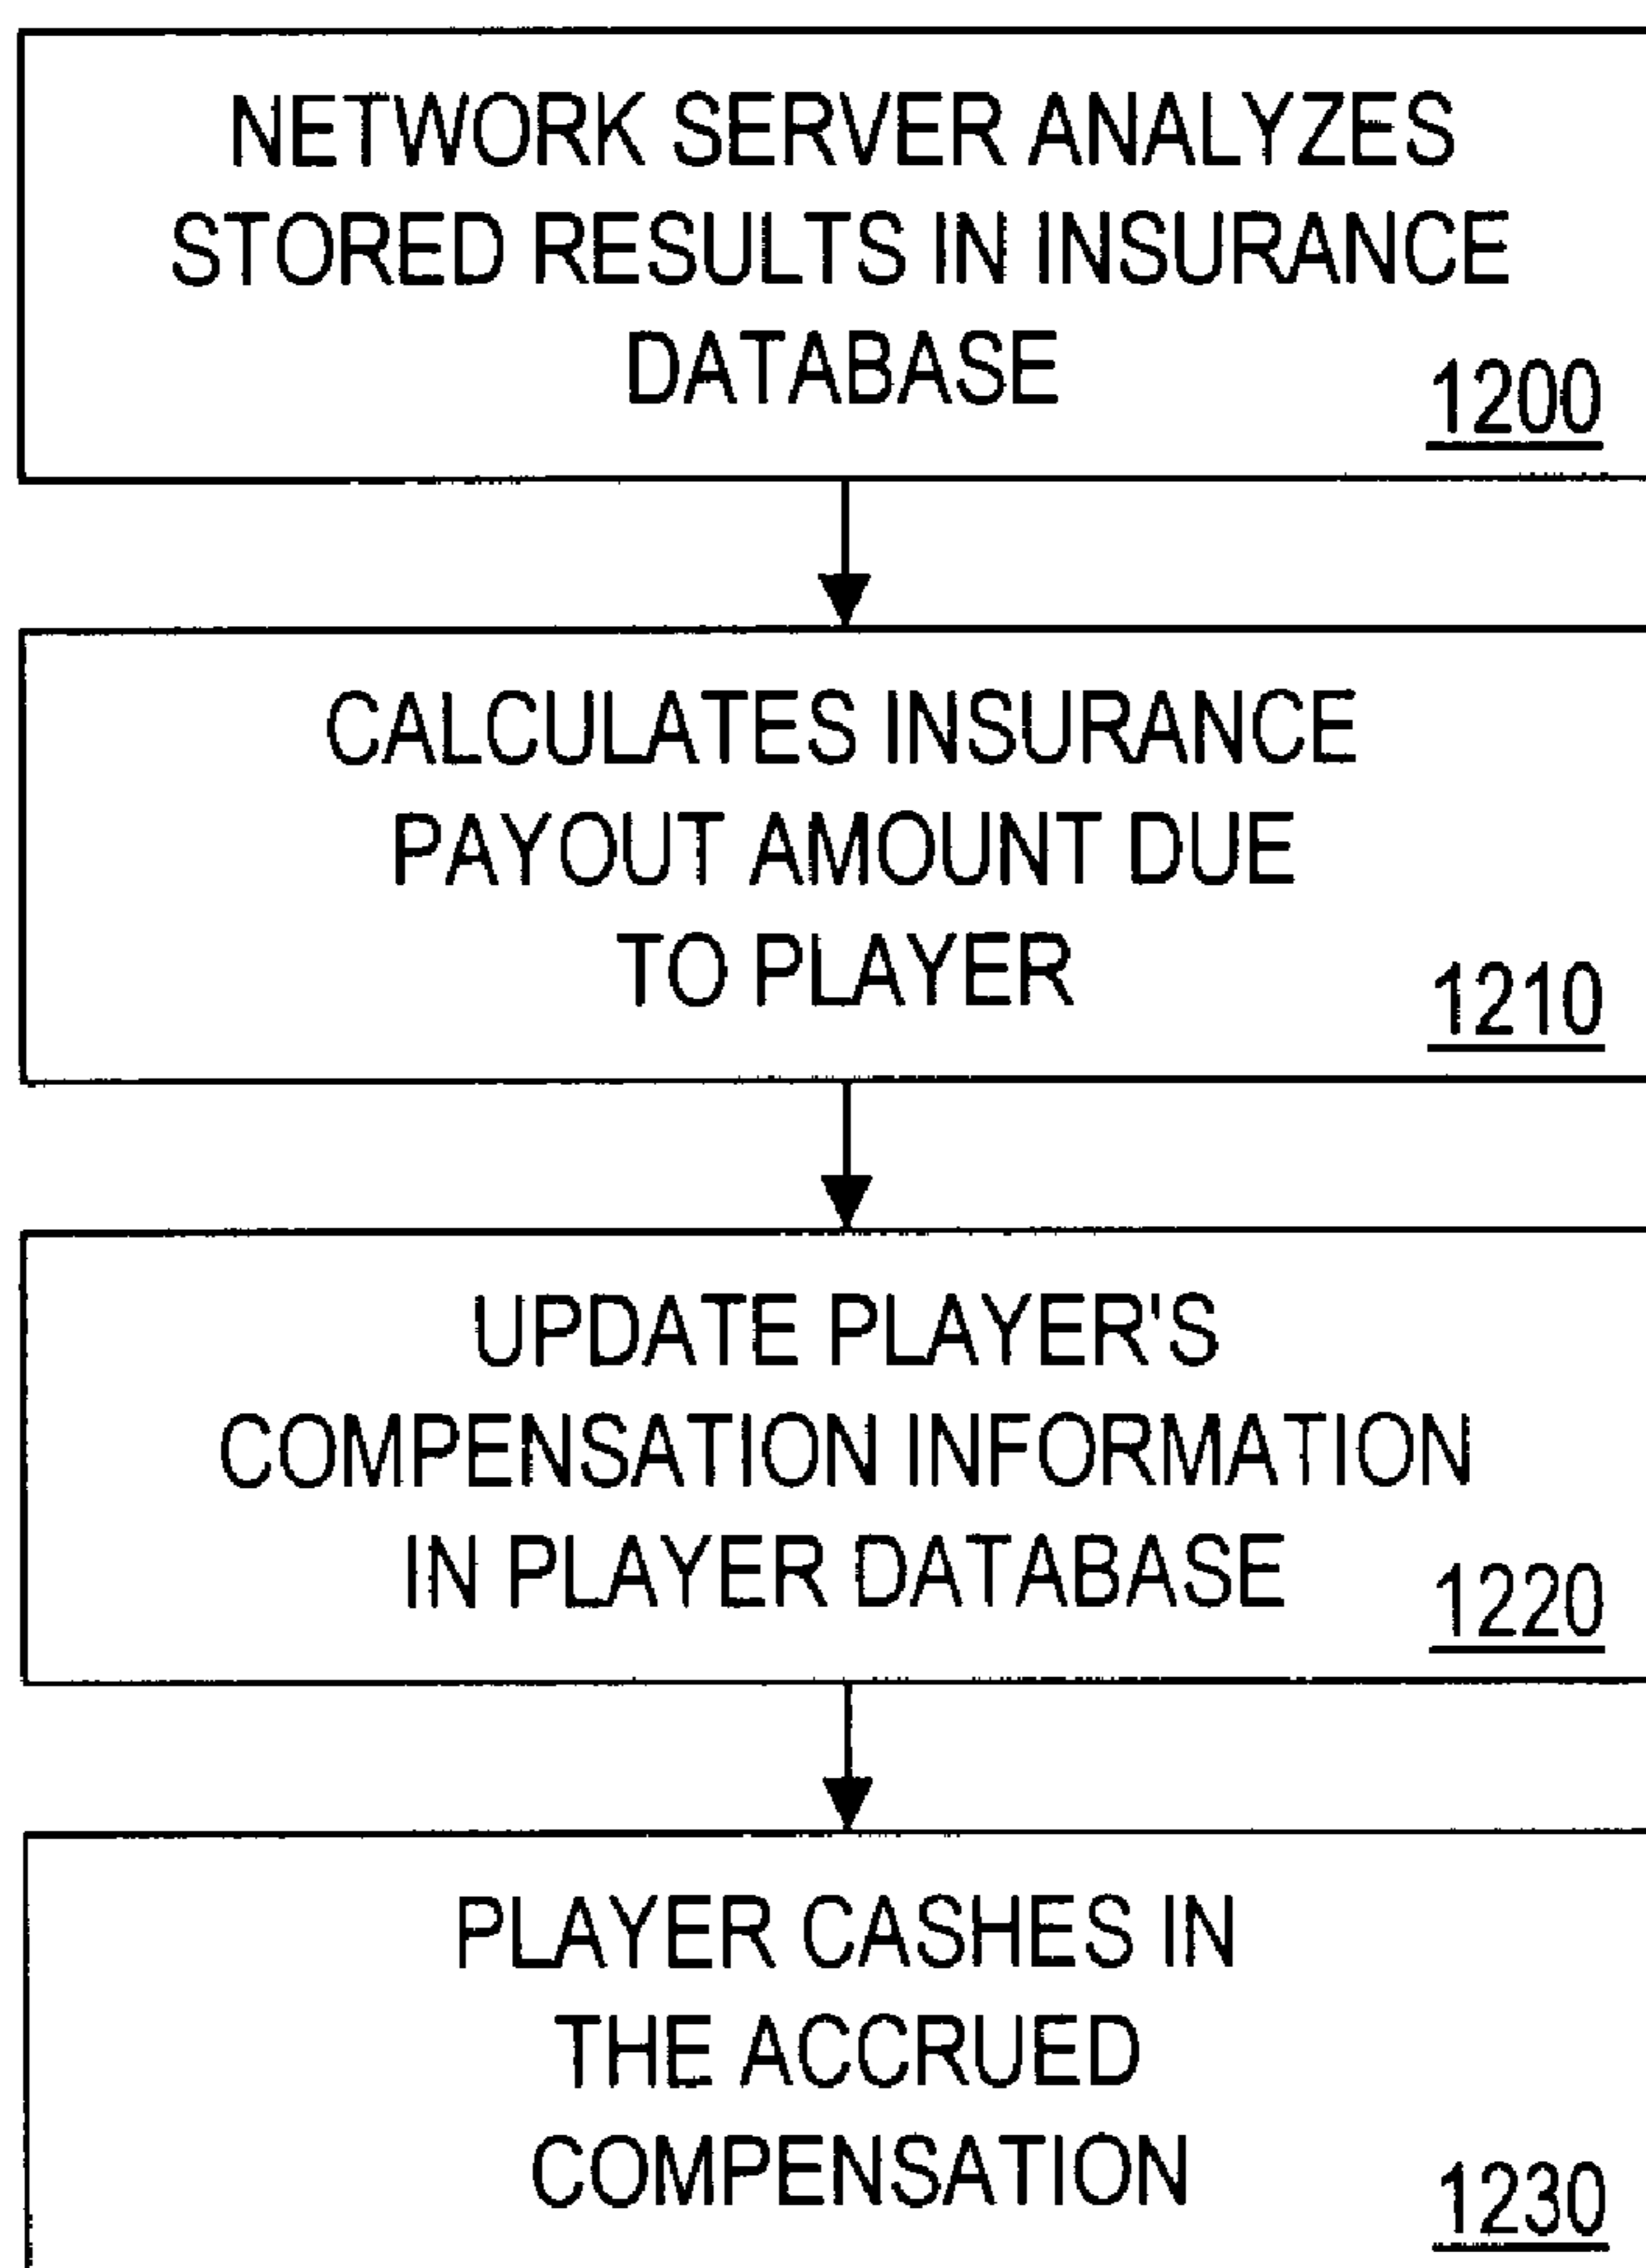 NETWORK SERVER ANALYZES
STORED RESULTS IN INSURANCE
DATABASE
1200
CALCULATES INSURANCE
PAYOUT AMOUNT DUE
TO PLAYER
1210
UPDATE PLAYER'S
COMPENSATION INFORMATION
IN PLAYER DATABASE
1220
PLAYER CASHES IN
THE ACCRUED
COMPENSATION
1230